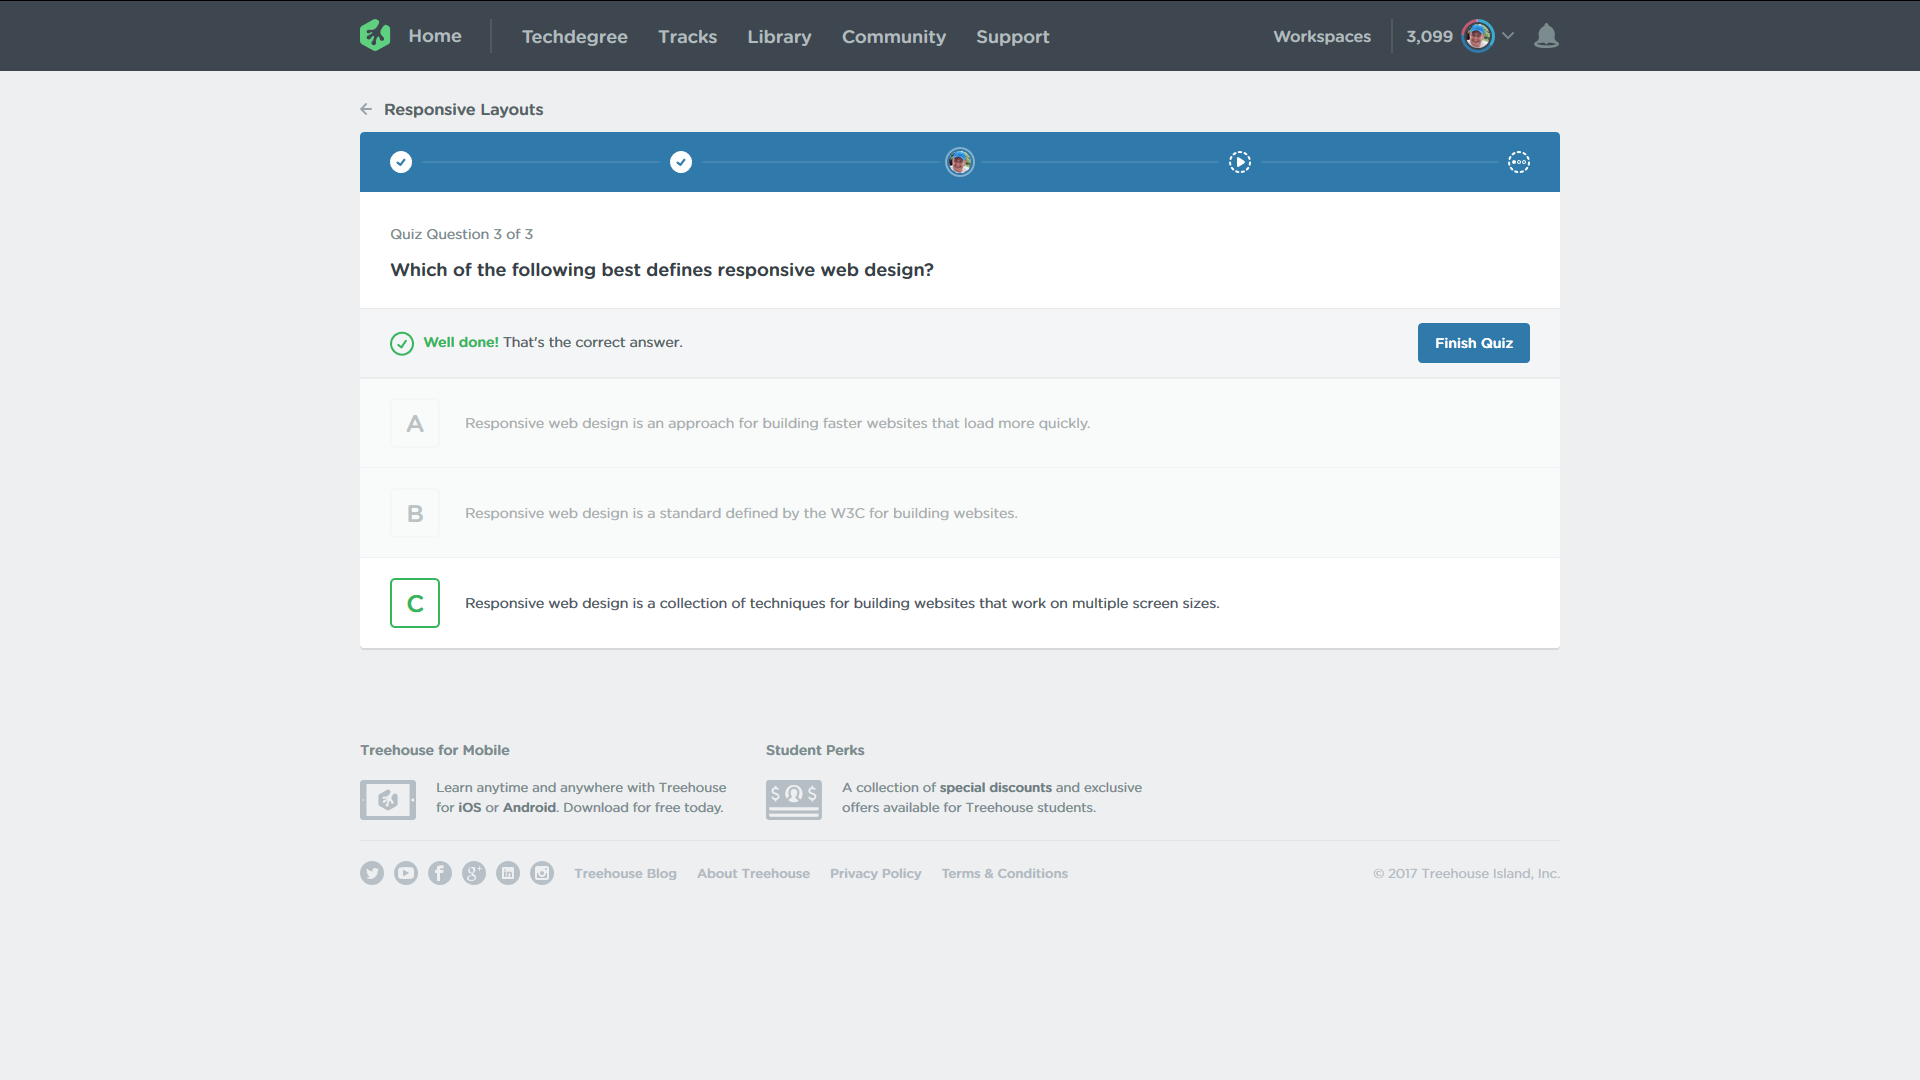 Home
Techdegree
Tracks
Library
Community
Support
Workspaces
3,099
Responsive Layouts
Quiz Question 3 of 3
Which of the following best defines responsive web design?
Well done! That's the correct answer.
Finish Quiz
A
Responsive web design is an approach for building faster websites that load more quickly.
B
Responsive web design is a standard defined by the W3C for building websites.
C
Responsive web design is a collection of techniques for building websites that work on multiple screen sizes.
Treehouse for Mobile
Learn anytime and anywhere with Treehouse
for iOS or Android. Download for free today.
Student Perks
A collection of special discounts and exclusive
offers available for Treehouse students.
Treehouse Blog
About Treehouse
Privacy Policy
Terms & Conditions
© 2017 Treehouse Island, Inc.